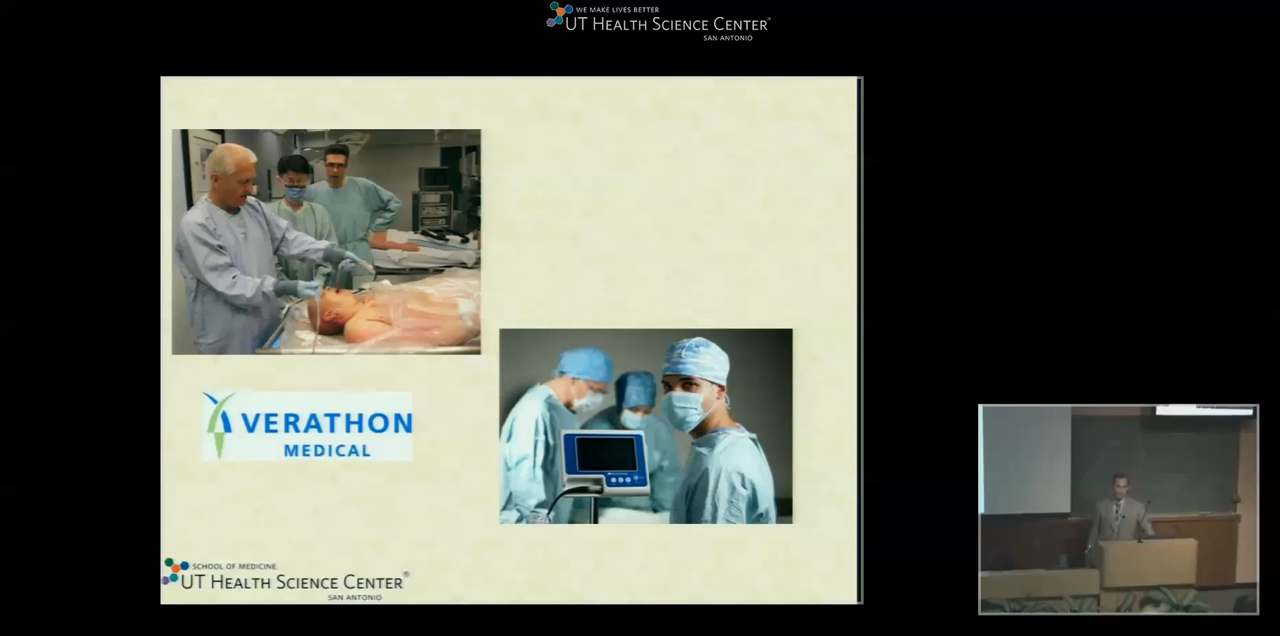 WE MAKE LIVES BETTER
UT HEALTH SCIENCE CENTER®
SAN ANTONIO
VERATHON
MEDICAL
SCHOOL OF MEDICINE
UT HEALTH SCIENCE CENTER®
SAN ANTONIO